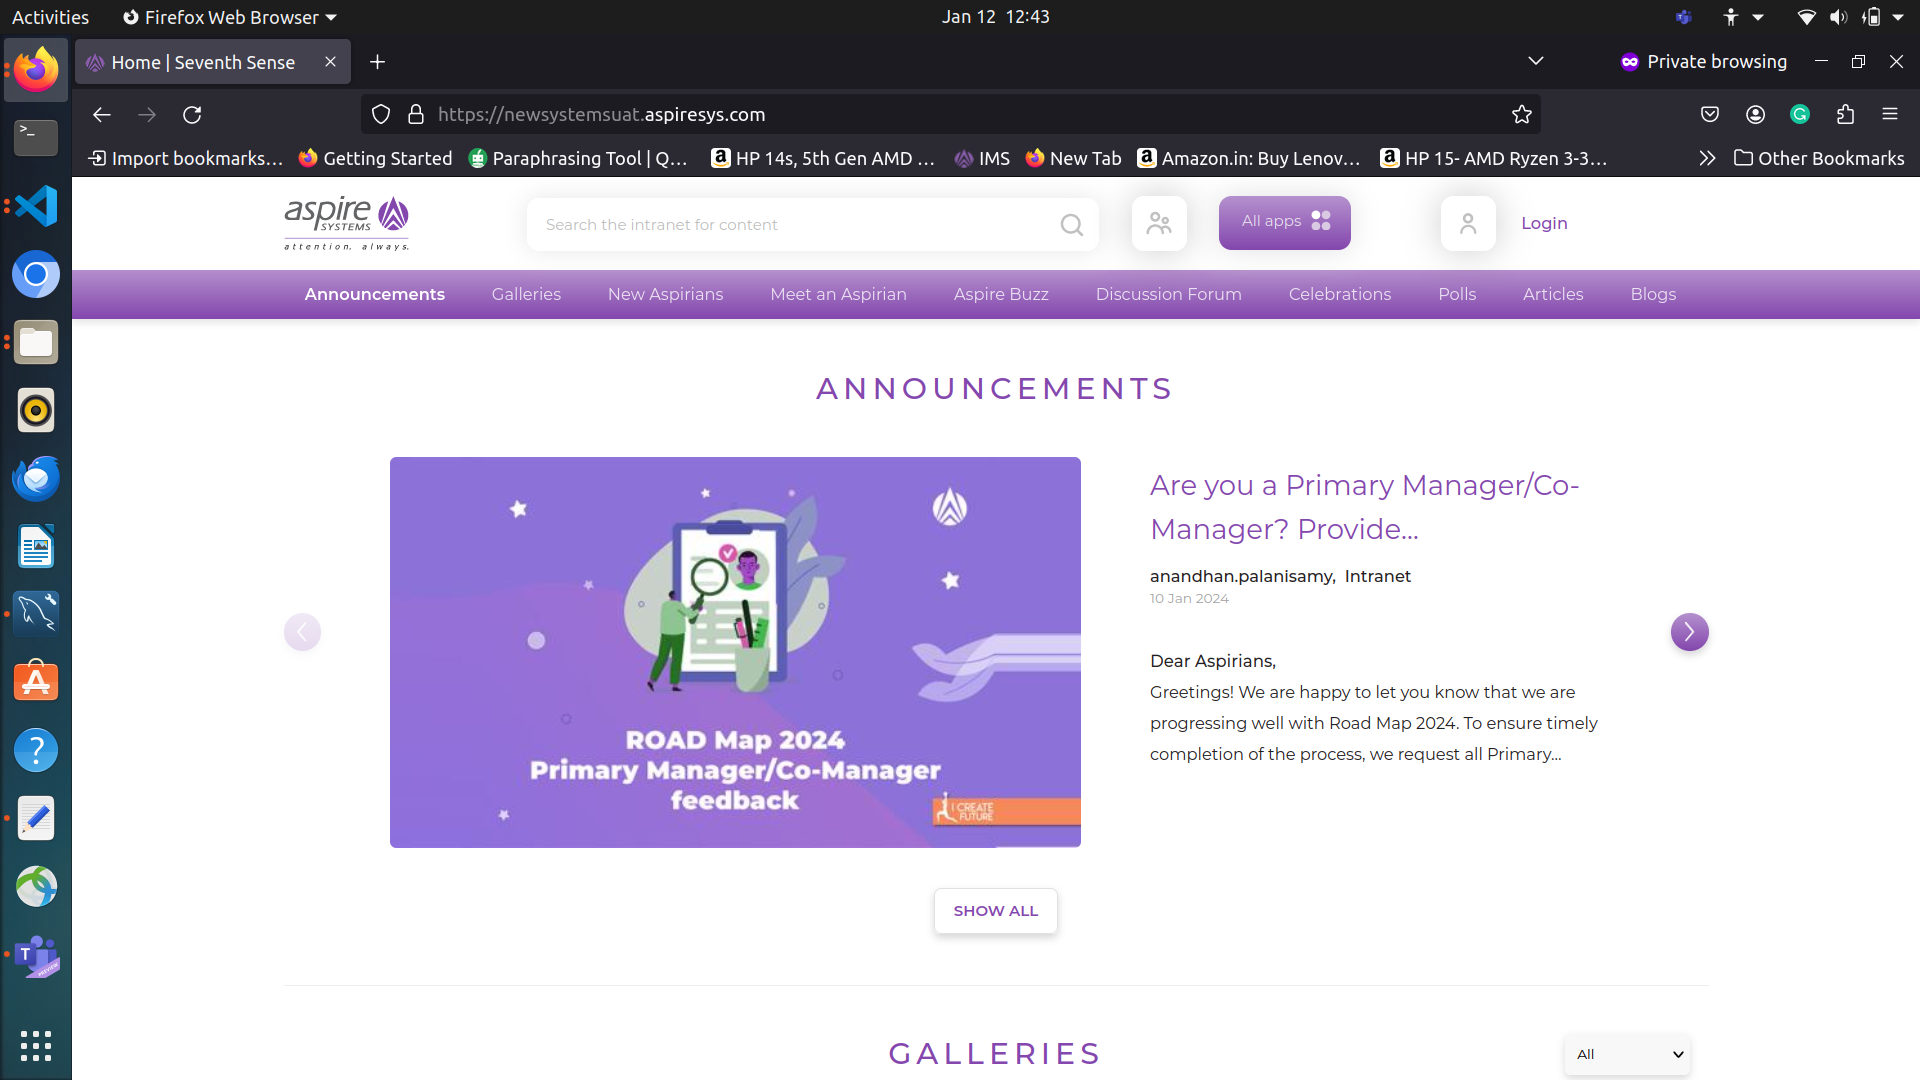 Activities
Firefox Web Browser
Jan 12 12:43
Home | Seventh Sense
Private browsing
https://newsystemsuat.aspiresys.com
Import bookmarks...
Getting Started
Paraphrasing Tool | Q...
HP 14s, 5th Gen AMD ...
IMS
New Tab
Amazon.in: Buy Lenov...
HP 15- AMD Ryzen 3-3...
Other Bookmarks
aspire
SYSTEMS
attention. always.
Search the intranet for content
All apps
Login
Announcements
Galleries
New Aspirians
Meet an Aspirian
Aspire Buzz
Discussion Forum
Celebrations
Polls
Articles
Blogs
ANNOUNCEMENTS
ROAD Map 2024
Primary Manager/Co-Manager
feedback
I CREATE
FUTURE
Are you a Primary Manager/Co-
Manager? Provide...
anandhan.palanisamy, Intranet
10 Jan 2024
Dear Aspirians,
Greetings! We are happy to let you know that we are
progressing well with Road Map 2024. To ensure timely
completion of the process, we request all Primary...
SHOW ALL
GALLERIES
All